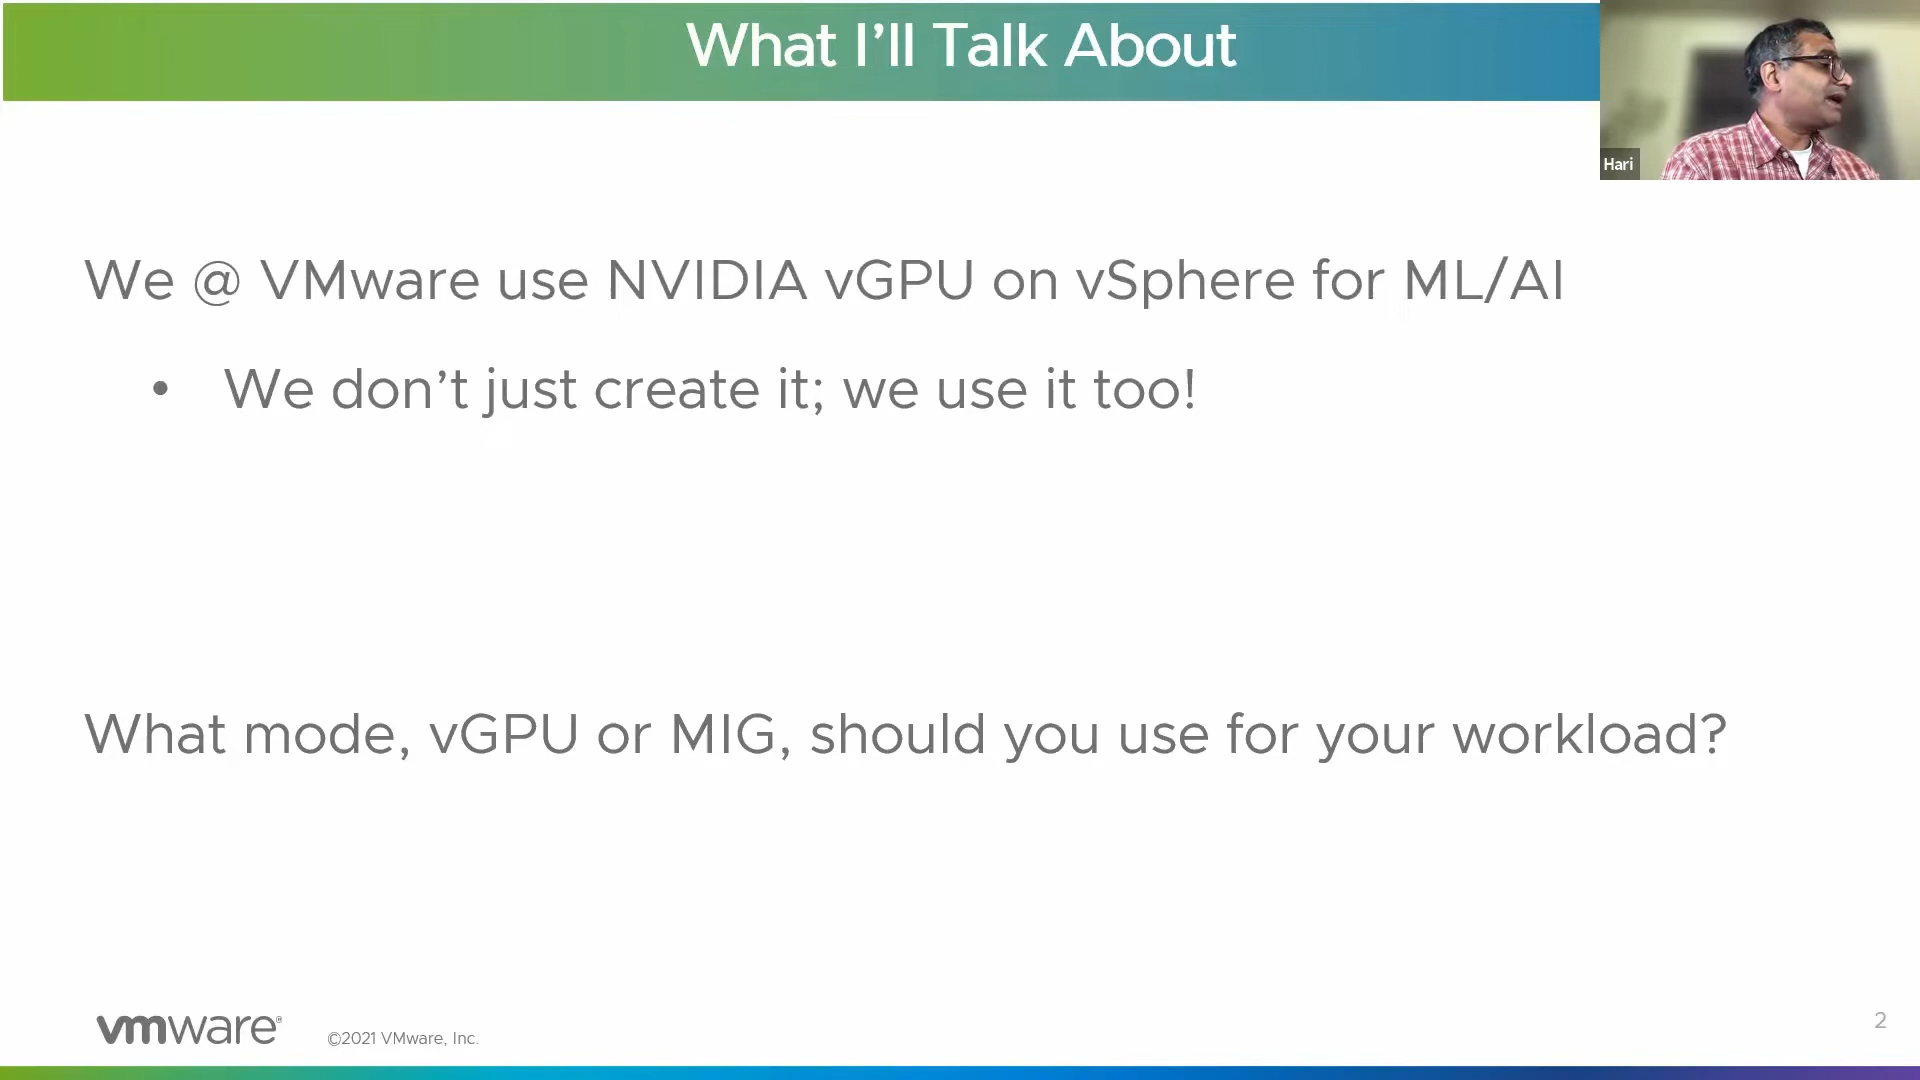 What I’ll Talk About
Hari
We @ VMware use NVIDIA vGPU on vSphere for ML/AI
• We don’t just create it; we use it too!
What mode, vGPU or MIG, should you use for your workload?
vmware®
©2021 VMware, Inc.
2